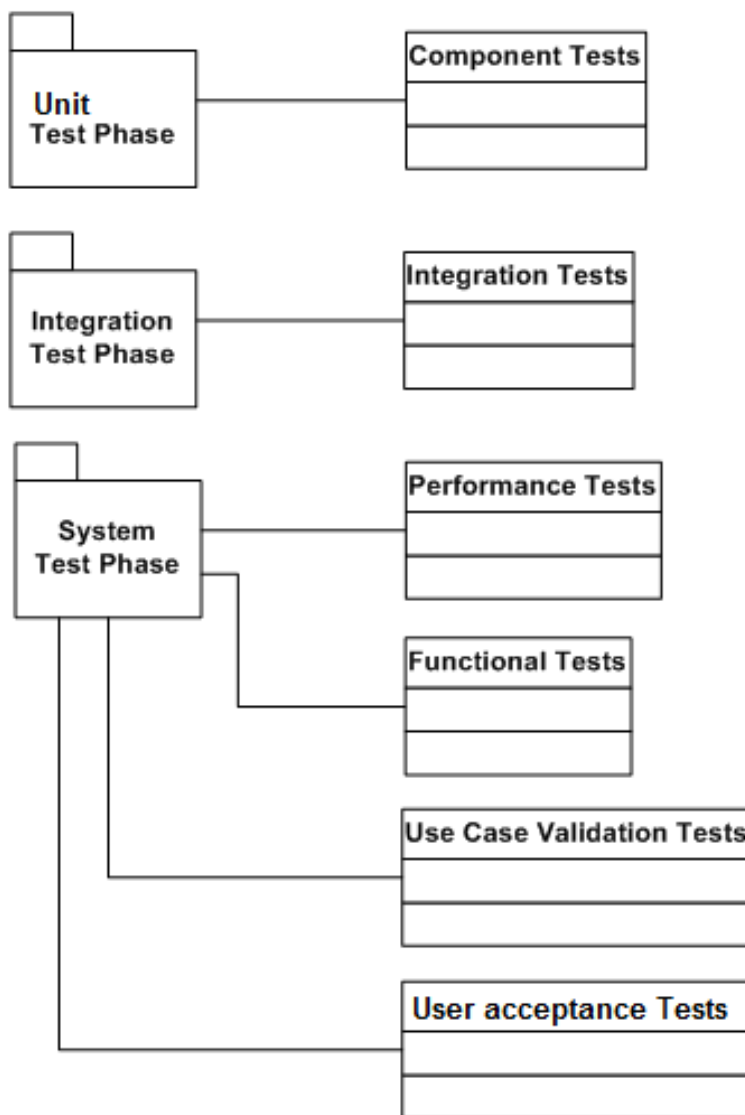 Unit
Test Phase
Component Tests
Integration
Test Phase
Integration Tests
System
Test Phase
Performance Tests
Functional Tests
Use Case Validation Tests
User acceptance Tests